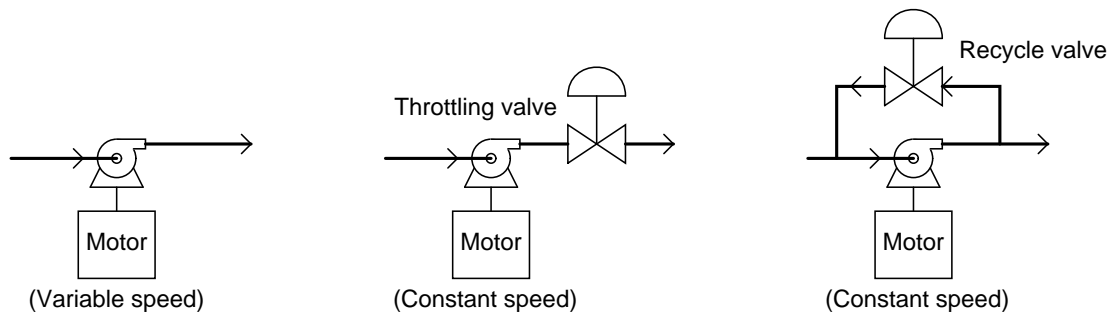 Recycle valve
Throttling valve
Motor
Motor
Motor
(Variable speed)
(Constant speed)
(Constant speed)